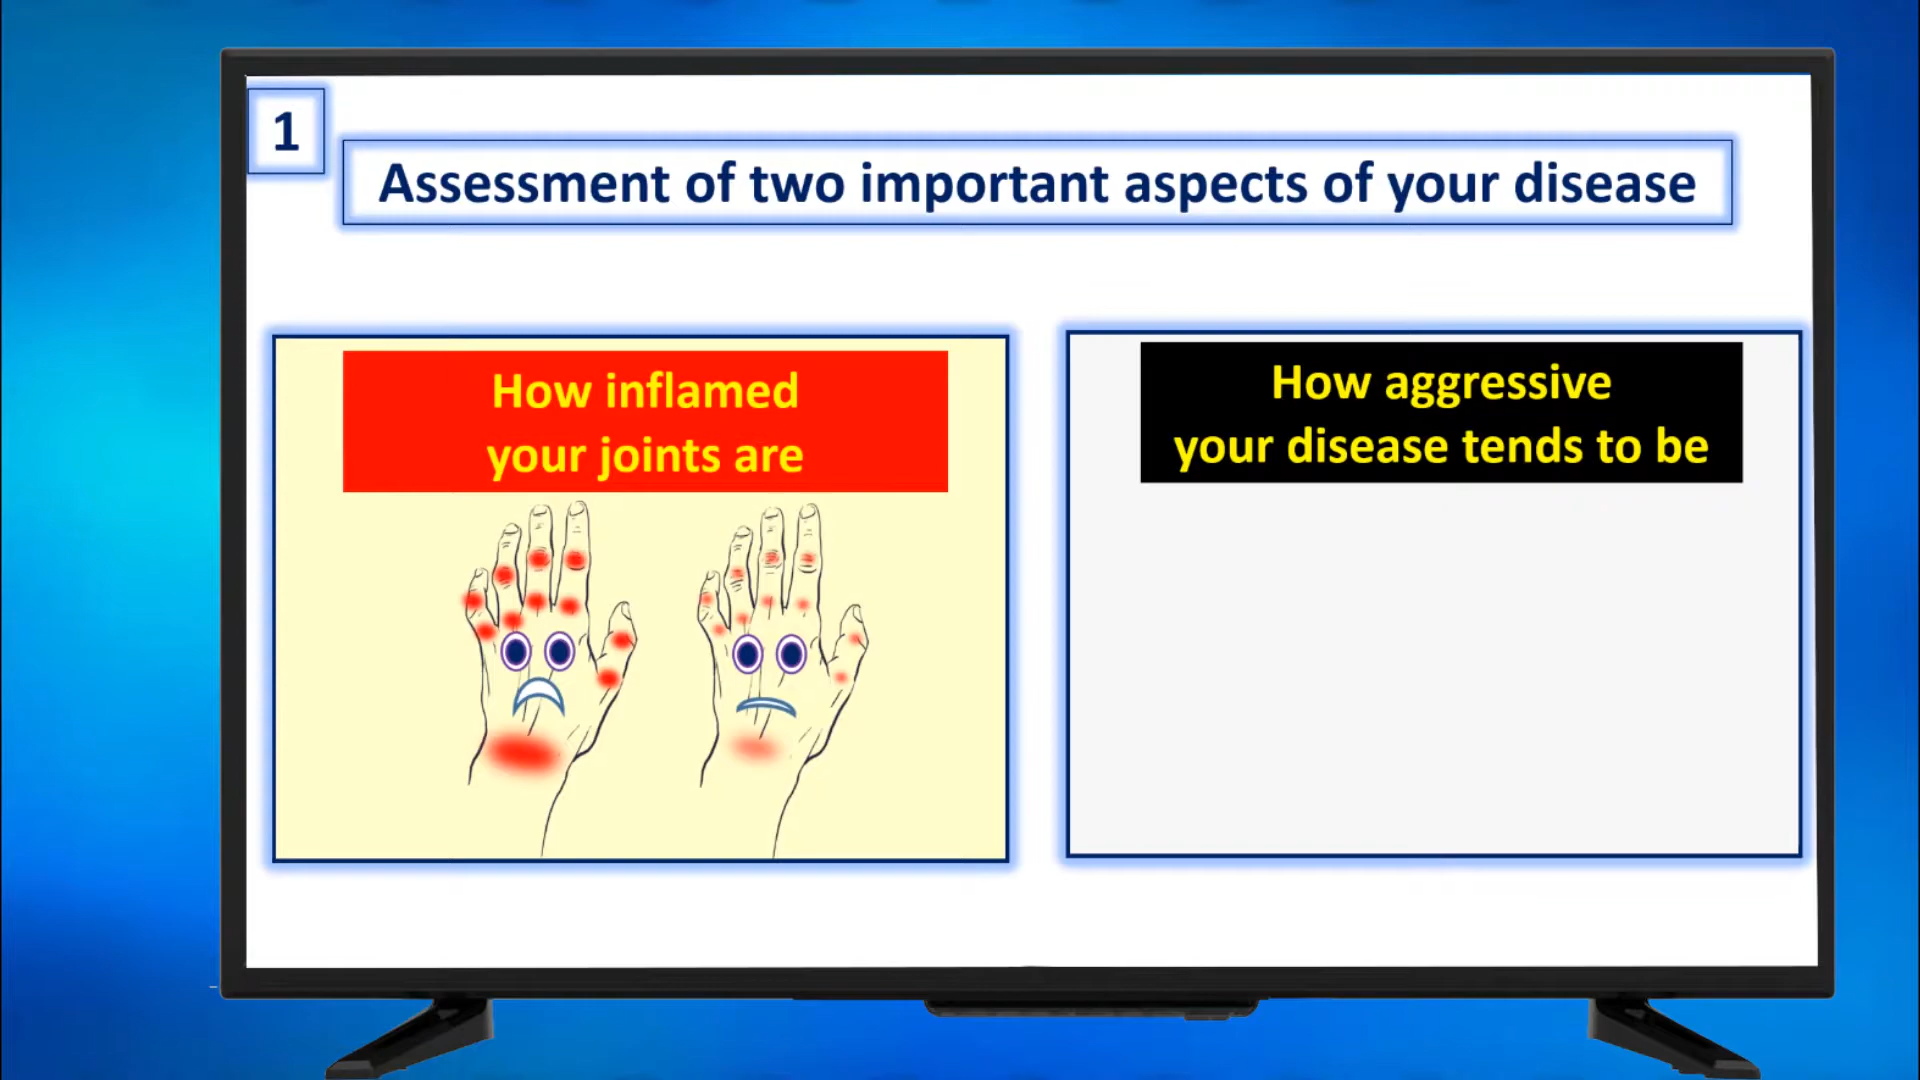 1
Assessment of two important aspects of your disease
How inflamed
your joints are
How aggressive
your disease tends to be